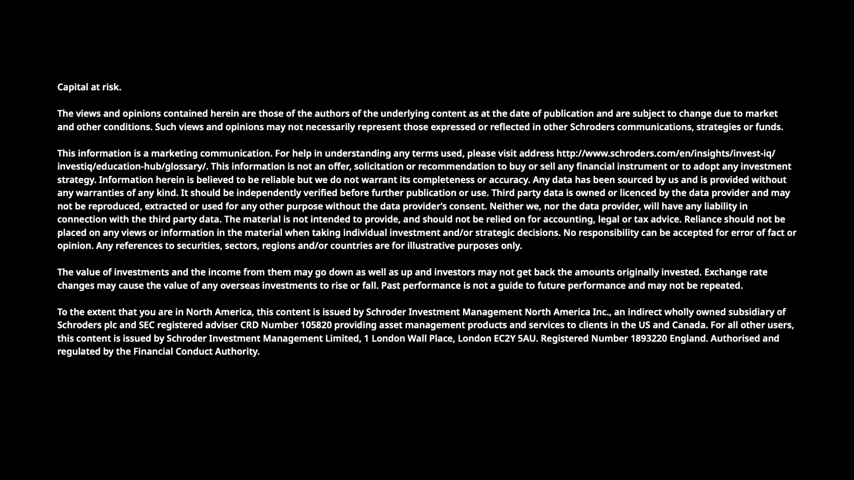 Capital at risk.
The views and opinions contained herein are those of the authors of the underlying content as at the date of publication and are subject to change due to market
and other conditions. Such views and opinions may not necessarily represent those expressed or reflected in other Schroders communications, strategies or funds.
This information is a marketing communication. For help in understanding any terms used, please visit address http://www.schroders.com/en/insights/invest-iq/
investiq/education-hub/glossary/. This information is not an offer, solicitation or recommendation to buy or sell any financial instrument or to adopt any investment
strategy. Information herein is believed to be reliable but we do not warrant its completeness or accuracy. Any data has been sourced by us and is provided without
any warranties of any kind. It should be independently verified before further publication or use. Third party data is owned or licenced by the data provider and may
not be reproduced, extracted or used for any other purpose without the data provider's consent. Neither we, nor the data provider, will have any liability in
connection with the third party data. The material is not intended to provide, and should not be relied on for accounting, legal or tax advice. Reliance should not be
placed on any views or information in the material when taking individual investment and/or strategic decisions. No responsibility can be accepted for error of fact or
opinion. Any references to securities, sectors, regions and/or countries are for illustrative purposes only.
The value of investments and the income from them may go down as well as up and investors may not get back the amounts originally invested. Exchange rate
changes may cause the value of any overseas investments to rise or fall. Past performance is not a guide to future performance and may not be repeated.
To the extent that you are in North America, this content is issued by Schroder Investment Management North America Inc., an indirect wholly owned subsidiary of
Schroders plc and SEC registered adviser CRD Number 105820 providing asset management products and services to clients in the US and Canada. For all other users,
this content is issued by Schroder Investment Management Limited, 1 London Wall Place, London EC2Y 5AU. Registered Number 1893220 England. Authorised and
regulated by the Financial Conduct Authority.